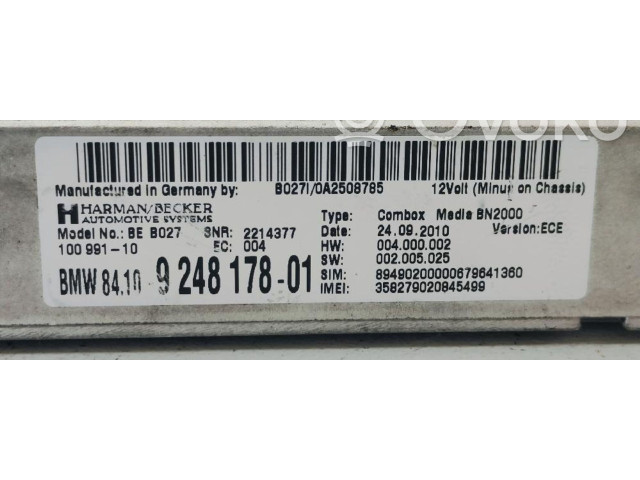 OVOKO
Manufactured in Germany by: B027I/0A2508785 12Volt (Minus on Chassis)
HARMAN/BECKER
AUTOMOTIVE SYSTEMS
Type: Combox Media BN2000
Model No.: BE B027 SNR: 2214377 Date: 24.09.2010 Version:ECE
100 991-10 EC: 004 HW: 004.000.002
SW: 002.005.025
BMW 84.10- 9 248 178-01 SIM: 89490200000679641360
IMEI: 358279020845499